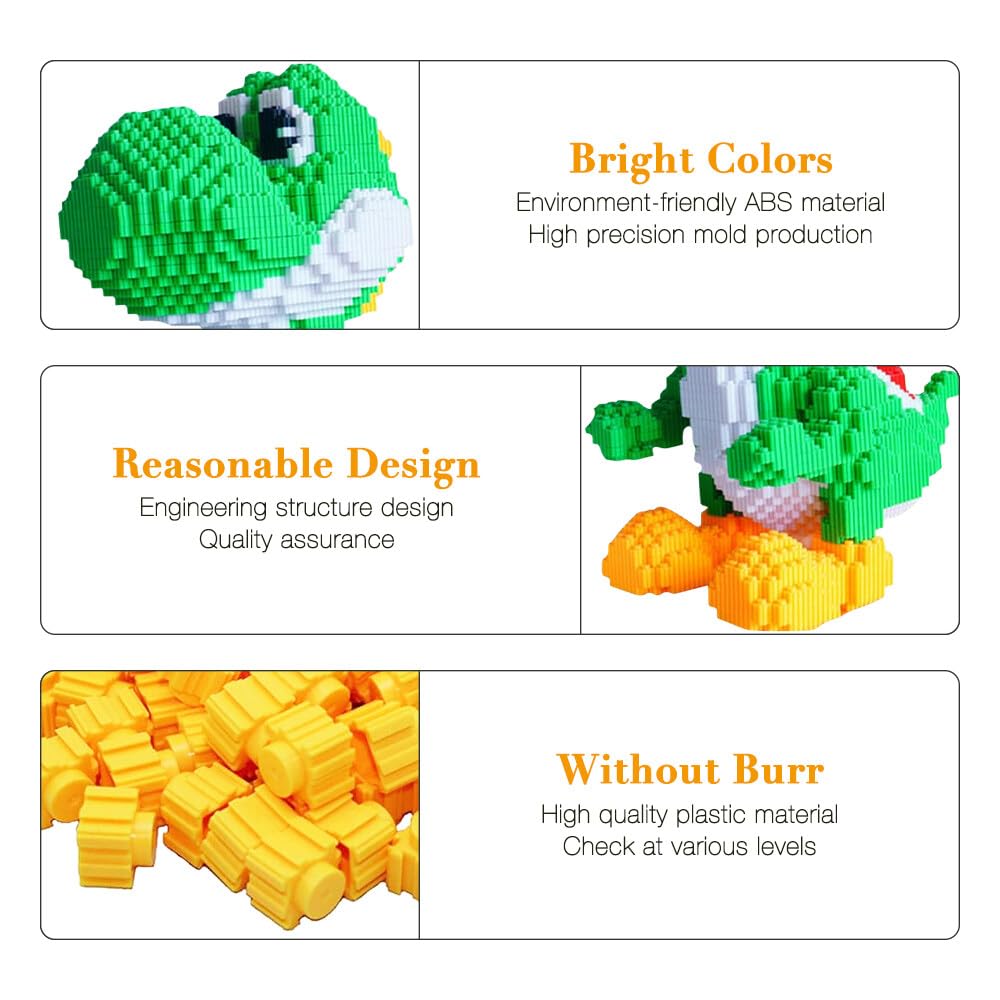 Bright Colors
Environment-friendly ABS material
High precision mold production
Reasonable Design
Engineering structure design
Quality assurance
Without Burr
High quality plastic material
Check at various levels